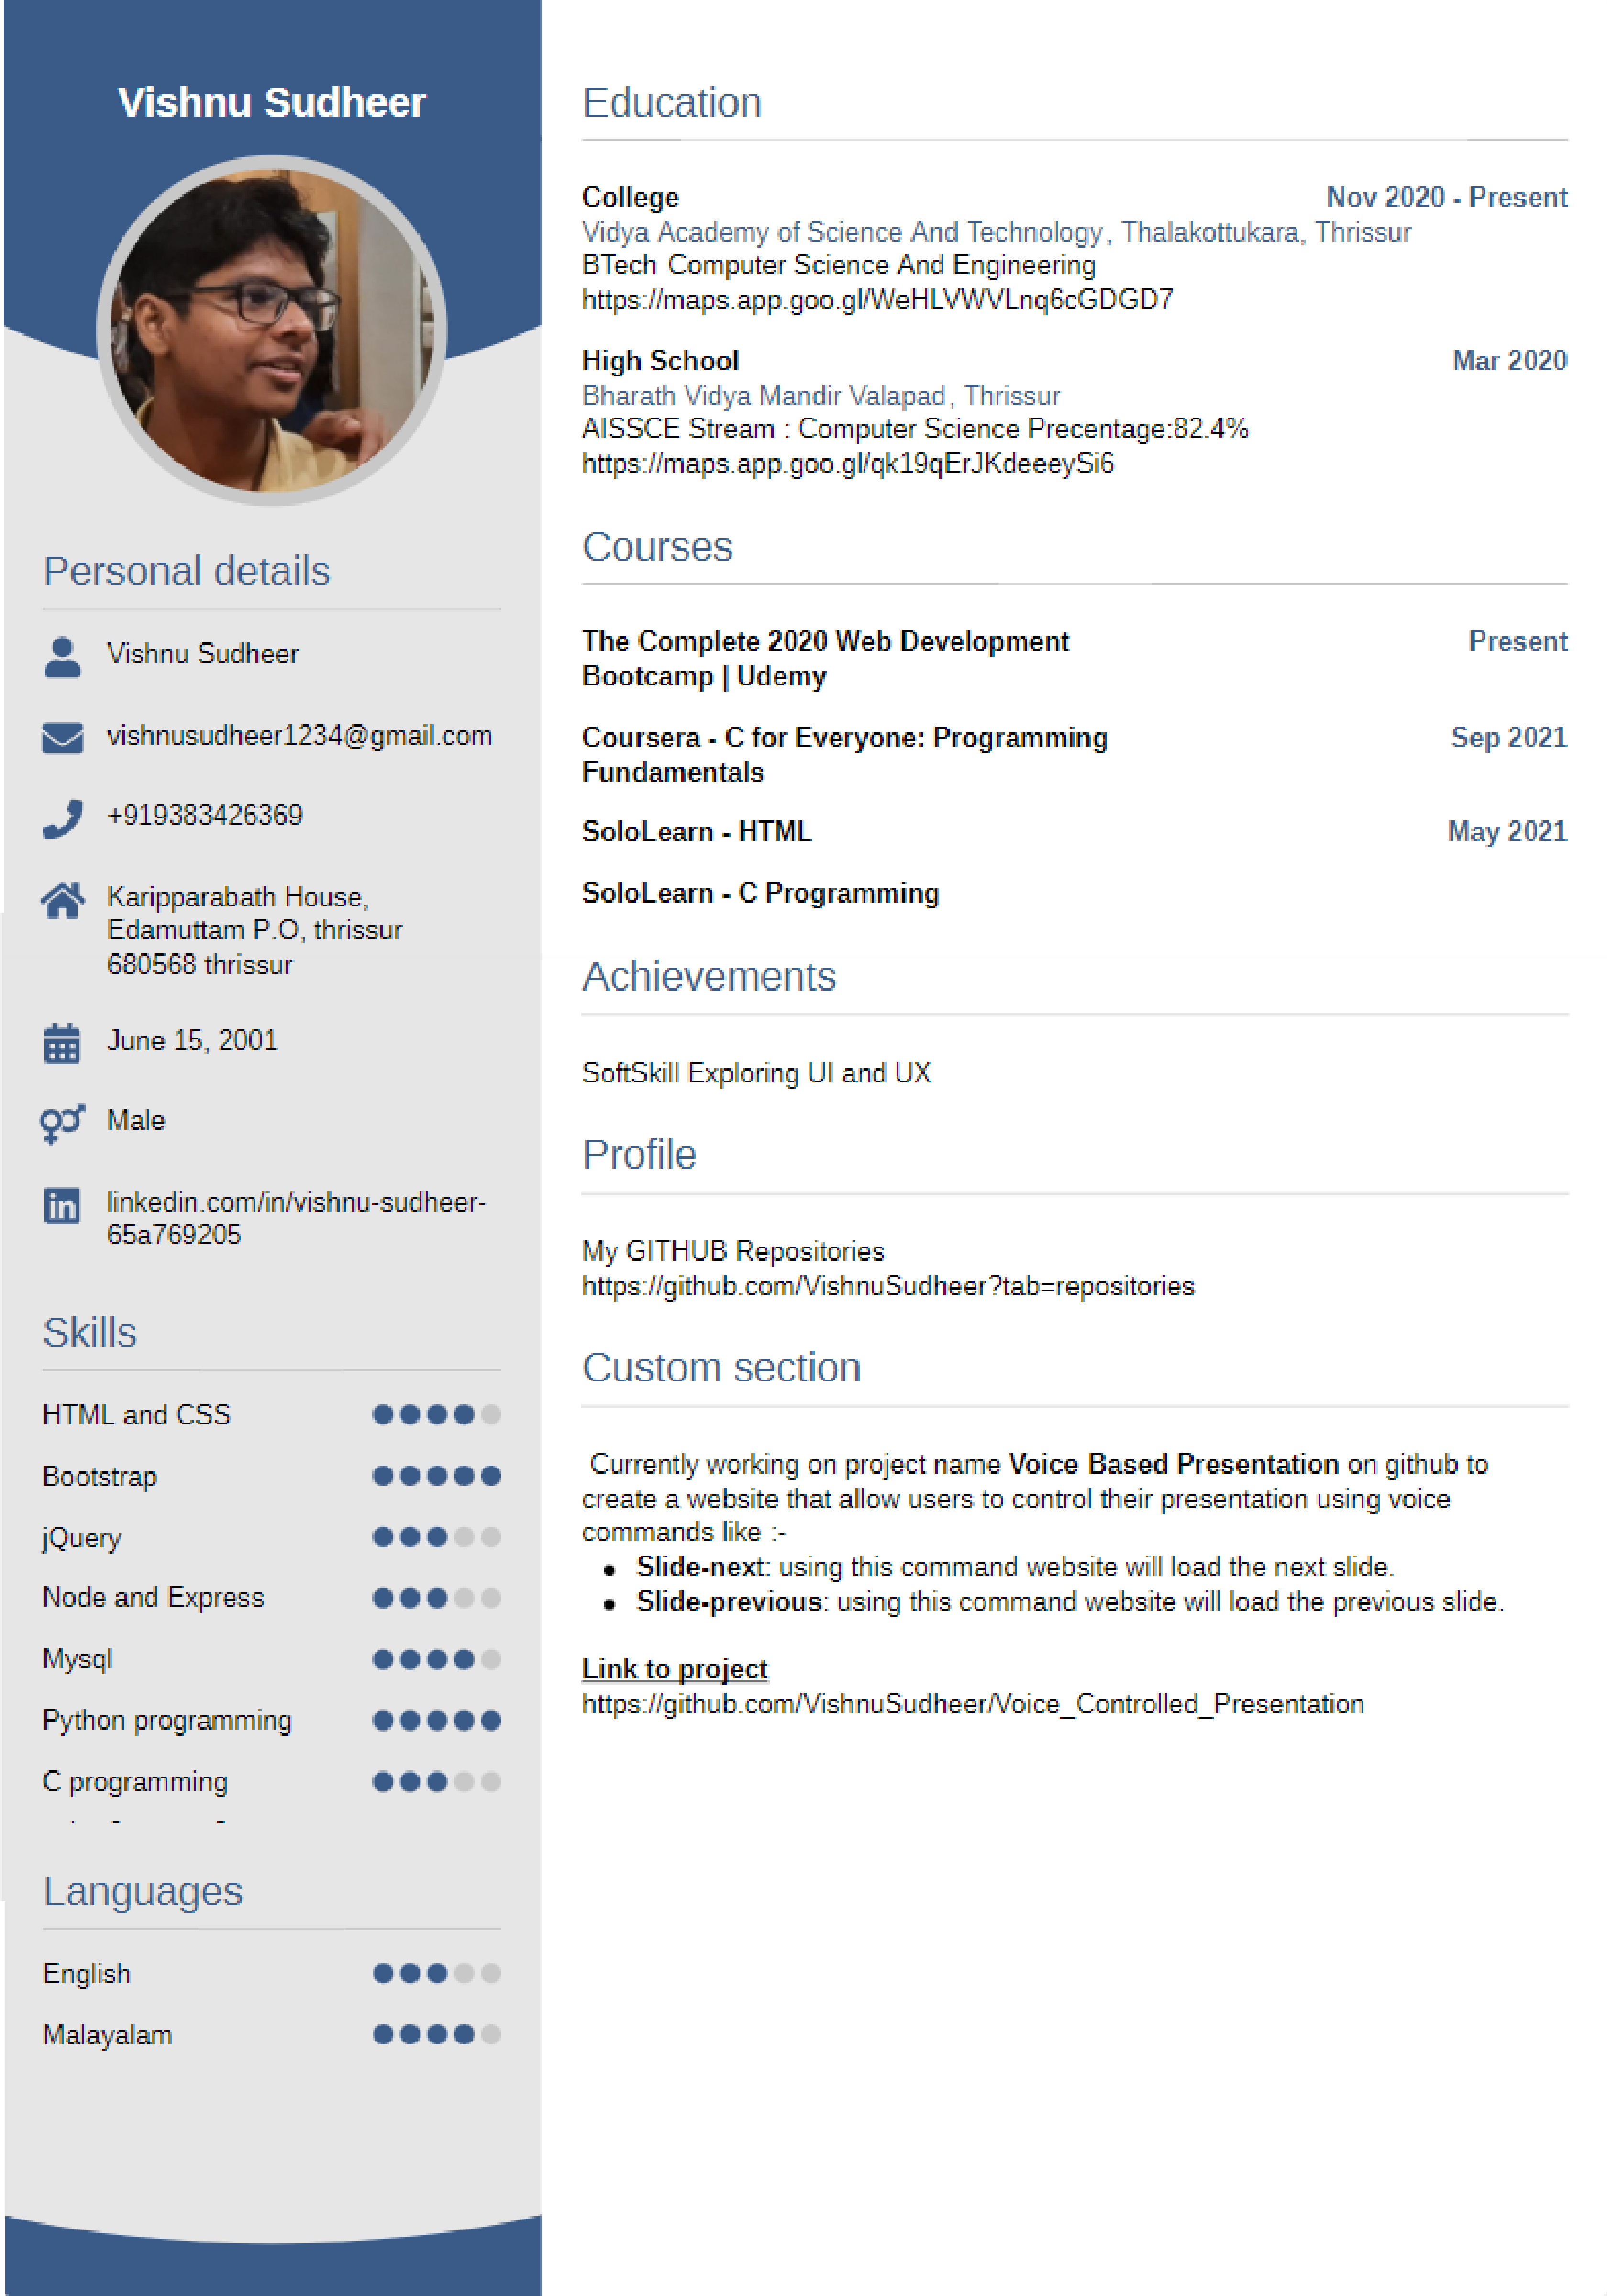 Vishnu Sudheer
Personal details
Vishnu Sudheer
vishnusudheer1234@gmail.com
+919383426369
Karipparabath House,
Edamuttam P.O, thrissur
680568 thrissur
June 15, 2001
Male
linkedin.com/in/vishnu-sudheer-
65a769205
Skills
HTML and CSS
Bootstrap
jQuery
Node and Express
Mysql
Python programming
C programming
Languages
English
Malayalam
Education
College Nov 2020 - Present
Vidya Academy of Science And Technology, Thalakottukara, Thrissur
BTech Computer Science And Engineering
https://maps.app.goo.gl/WeHLVWVLnq6cGDGD7
High School Mar 2020
Bharath Vidya Mandir Valapad, Thrissur
AISSCE Stream : Computer Science Precentage:82.4%
https://maps.app.goo.gl/qk19qErJKdeeeySi6
Courses
The Complete 2020 Web Development Present
Bootcamp | Udemy
Coursera - C for Everyone: Programming Sep 2021
Fundamentals
SoloLearn - HTML May 2021
SoloLearn - C Programming
Achievements
SoftSkill Exploring UI and UX
Profile
My GITHUB Repositories
https://github.com/VishnuSudheer?tab=repositories
Custom section
Currently working on project name Voice Based Presentation on github to
create a website that allow users to control their presentation using voice
commands like :-
• Slide-next: using this command website will load the next slide.
• Slide-previous: using this command website will load the previous slide.
Link to project
https://github.com/VishnuSudheer/Voice_Controlled_Presentation